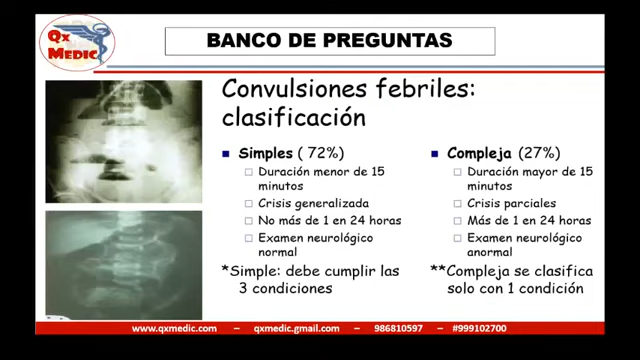 Qx
MEDIC
BANCO DE PREGUNTAS
Convulsiones febriles:
clasificación
Simples ( 72%)
Duración menor de 15
minutos
Crisis generalizada
No más de 1 en 24 horas
Examen neurológico
normal
*Simple: debe cumplir las
3 condiciones
Compleja (27%)
Duración mayor de 15
minutos
Crisis parciales
Más de 1 en 24 horas
Examen neurológico
anormal
**Compleja se clasifica
solo con 1 condición
www.qxmedic.com – qxmedic.gmail.com – 986810597 – #999102700